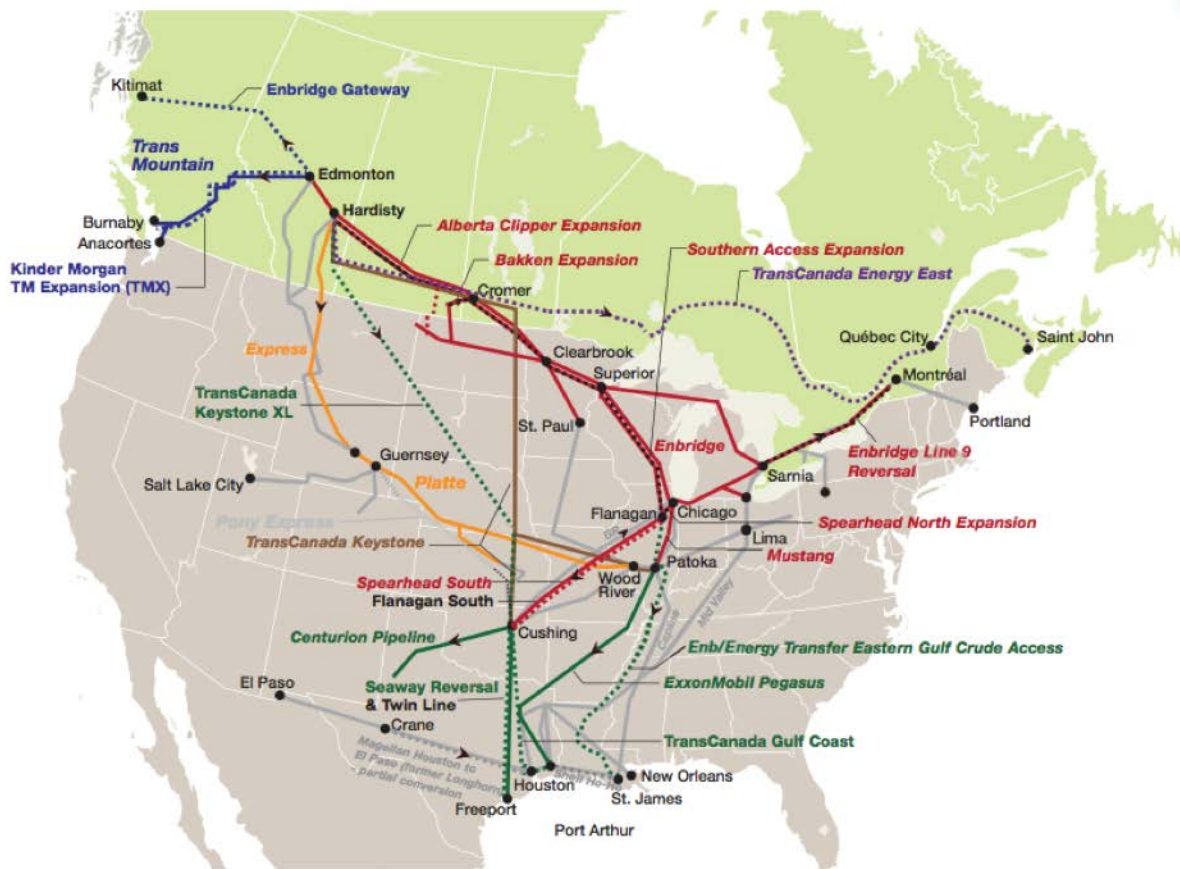 Kitimat
Enbridge Gateway
Trans
Mountain
Edmonton
Hardisty
Burnaby
Anacortes
Alberta Clipper Expansion
Southern Access Expansion
Bakken Expansion
TransCanada Energy East
Kinder Morgan
TM Expansion (TMX)
Cromer
Québec City
Saint John
Express
Clearbrook
Superior
Montréal
TransCanada
Keystone XL
St. Paul
Portland
Enbridge
Enbridge Line 9
Reversal
Guernsey
Sarnia
Salt Lake City
Platte
Flanagan
Chicago
Pony Express
Spearhead North Expansion
TransCanada Keystone
BP
Lima
Mustang
Patoka
Wood
River
Spearhead South
Flanagan South
Mid Valley
Capline
Cushing
Centurion Pipeline
Enb/Energy Transfer Eastern Gulf Crude Access
El Paso
Seaway Reversal
& Twin Line
ExxonMobil Pegasus
Crane
TransCanada Gulf Coast
Magellan Houston to
El Paso (former Longhorn)
- partial conversion
Shell Ho-Ho
Houston
New Orleans
St. James
Freeport
Port Arthur